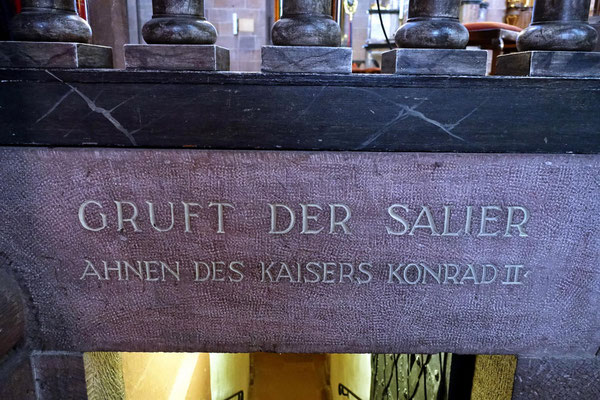 GRUFT DER SALIER
AHNEN DES KAISERS KONRAD II·